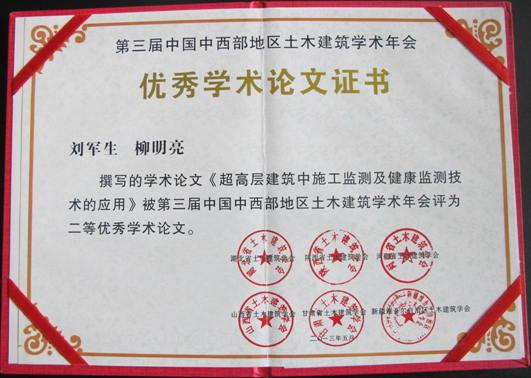 第三届中国中西部地区土木建筑学术年会
优秀学术论文证书
刘军生 柳明亮
撰写的学术论文《超高层建筑中施工监测及健康监测技
术的应用》被第三届中国中西部地区土木建筑学术年会评为
二等优秀学术论文。
湖北省土木建筑学会 陕西省土木建筑学会 河南省土木建筑学会
山西省土木建筑学会 甘肃省土木建筑学会 新疆维吾尔自治区土木建筑学会
二〇一三年五月